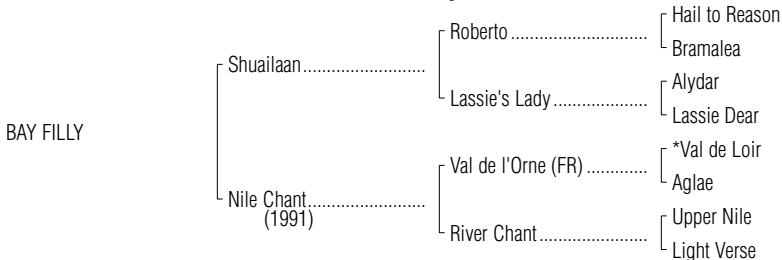 Hail to Reason
Roberto
Bramalea
Shuailaan
Alydar
Lassie's Lady
Lassie Dear
BAY FILLY
*Val de Loir
Val de l'Orne (FR)
Aglae
Nile Chant
(1991)
Upper Nile
River Chant
Light Verse